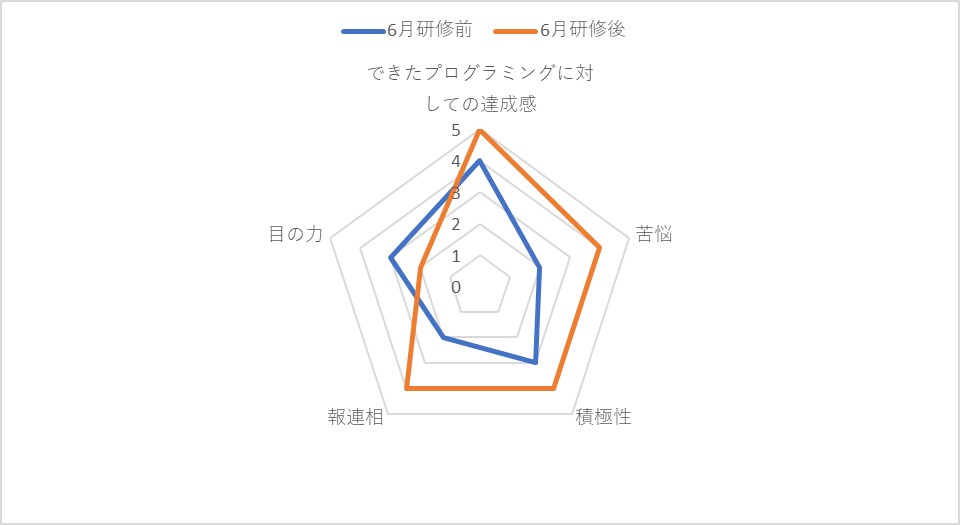 6月研修前 6月研修後
できたプログラミングに対
しての達成感
5
4
3
2
1
0
目の力
苦悩
報連相
積極性